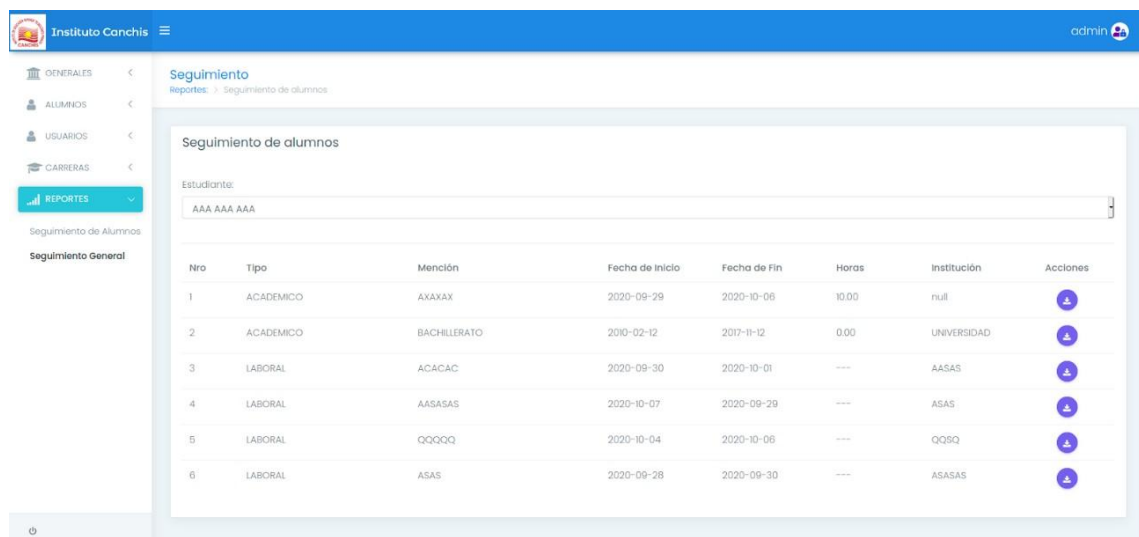 CANCHIS
Instituto Canchis
admin
GENERALES
ALUMNOS
USUARIOS
CARRERAS
REPORTES
Seguimiento de Alumnos
Seguimiento General
Seguimiento
Reportes: > Seguimiento de alumnos
Seguimiento de alumnos
Estudiante:
AAA AAA AAA
Nro Tipo Mención Fecha de Inicio Fecha de Fin Horas Institución Acciones
1 ACADEMICO AXAXAX 2020-09-29 2020-10-06 10.00 null
2 ACADEMICO BACHILLERATO 2010-02-12 2017-11-12 0.00 UNIVERSIDAD
3 LABORAL ACACAC 2020-09-30 2020-10-01 --- AASAS
4 LABORAL AASASAS 2020-10-07 2020-09-29 --- ASAS
5 LABORAL QQQQQ 2020-10-04 2020-10-06 --- QQSQ
6 LABORAL ASAS 2020-09-28 2020-09-30 --- ASASAS